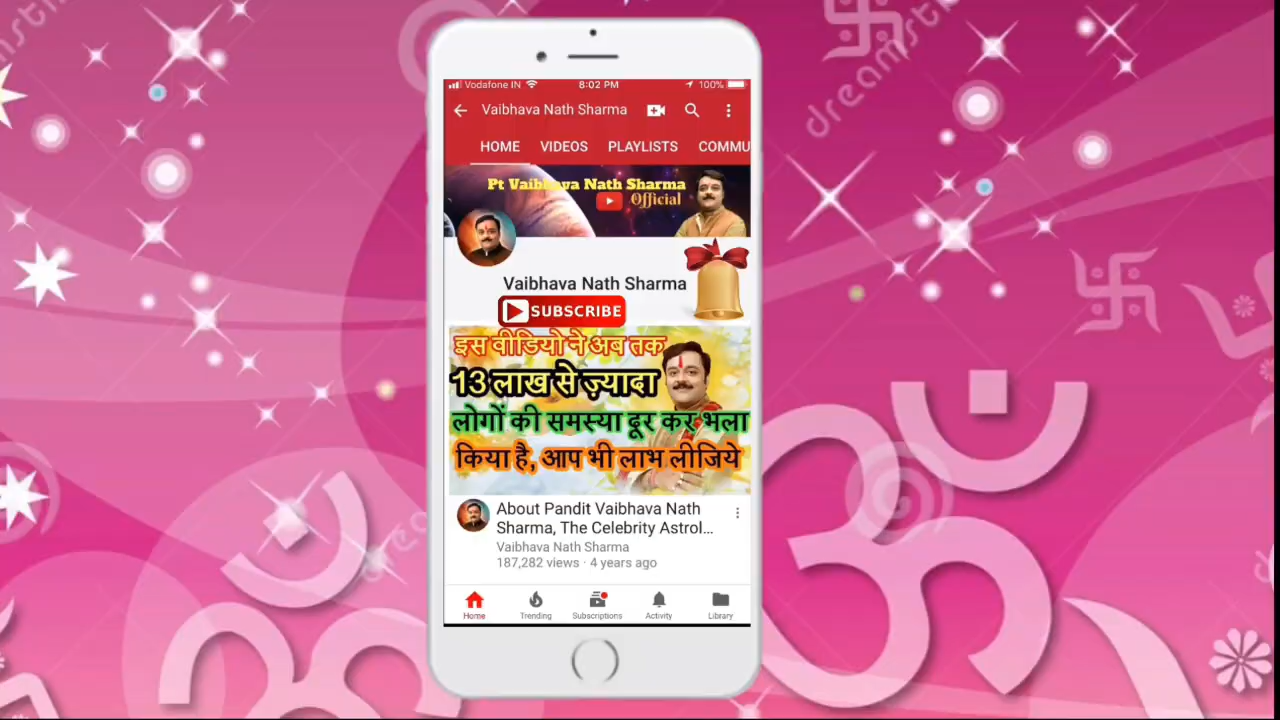 Vodafone IN 8:02 PM 100%
Vaibhava Nath Sharma
HOME VIDEOS PLAYLISTS COMMU
Pt Vaibhava Nath Sharma
Official
Vaibhava Nath Sharma
SUBSCRIBE
इस वीडियो ने अब तक
13 लाख से ज़्यादा
लोगों की समस्या दूर कर भला
किया है, आप भी लाभ लीजिये
About Pandit Vaibhava Nath
Sharma, The Celebrity Astrol...
Vaibhava Nath Sharma
187,282 views · 4 years ago
Home Trending Subscriptions Activity Library